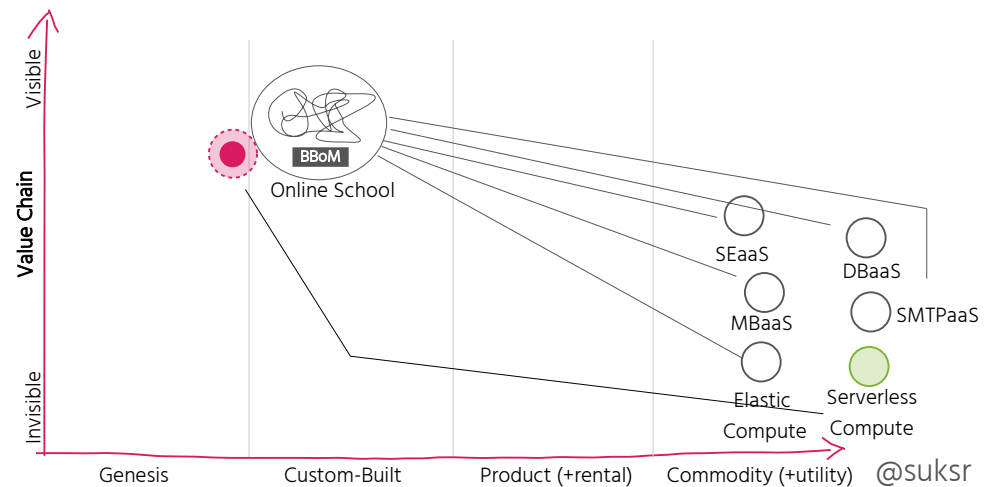 Visible
Value Chain
Invisible
BBoM
Online School
SEaaS
DBaaS
MBaaS
SMTPaaS
Elastic
Compute
Serverless
Compute
Genesis
Custom-Built
Product (+rental)
Commodity (+utility)
@suksr